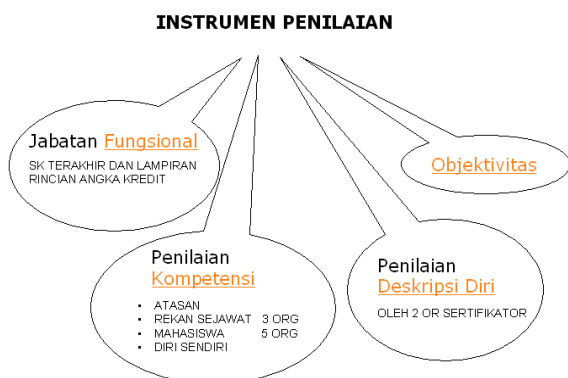 INSTRUMEN PENILAIAN
Jabatan Fungsional
SK TERAKHIR DAN LAMPIRAN
RINCIAN ANGKA KREDIT
Objektivitas
Penilaian
Kompetensi
• ATASAN
• REKAN SEJAWAT 3 ORG
• MAHASISWA 5 ORG
• DIRI SENDIRI
Penilaian
Deskripsi Diri
OLEH 2 OR SERTIFIKATOR